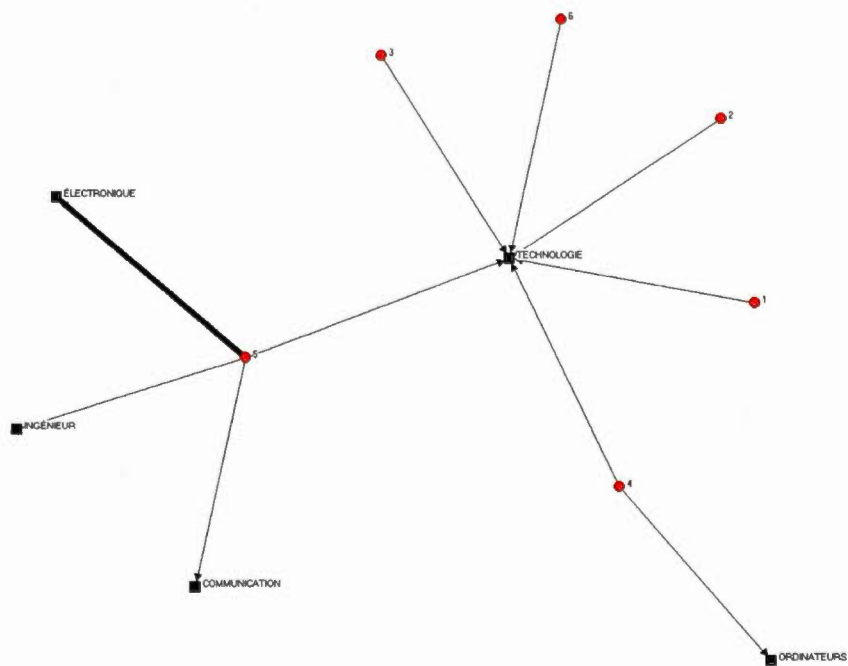 6
3
2
ÉLECTRONIQUE
TECHNOLOGIE
1
5
INGÉNIEUR
4
COMMUNICATION
ORDINATEURS